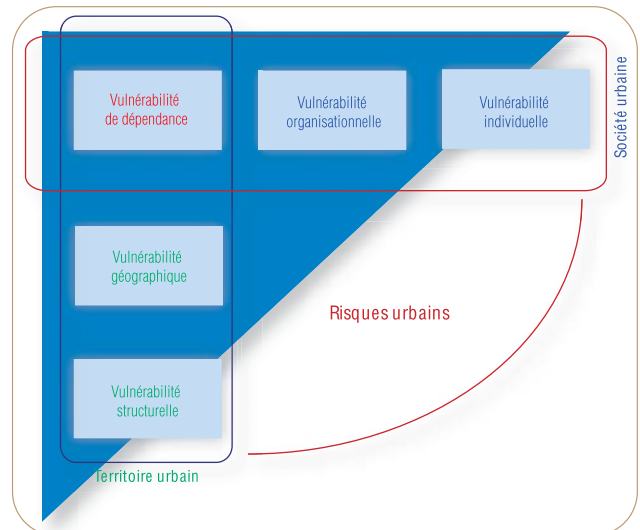 Vulnérabilité
de dépendance
Vulnérabilité
organisationnelle
Vulnérabilité
individuelle
Société urbaine
Vulnérabilité
géographique
Risques urbains
Vulnérabilité
structurelle
Territoire urbain